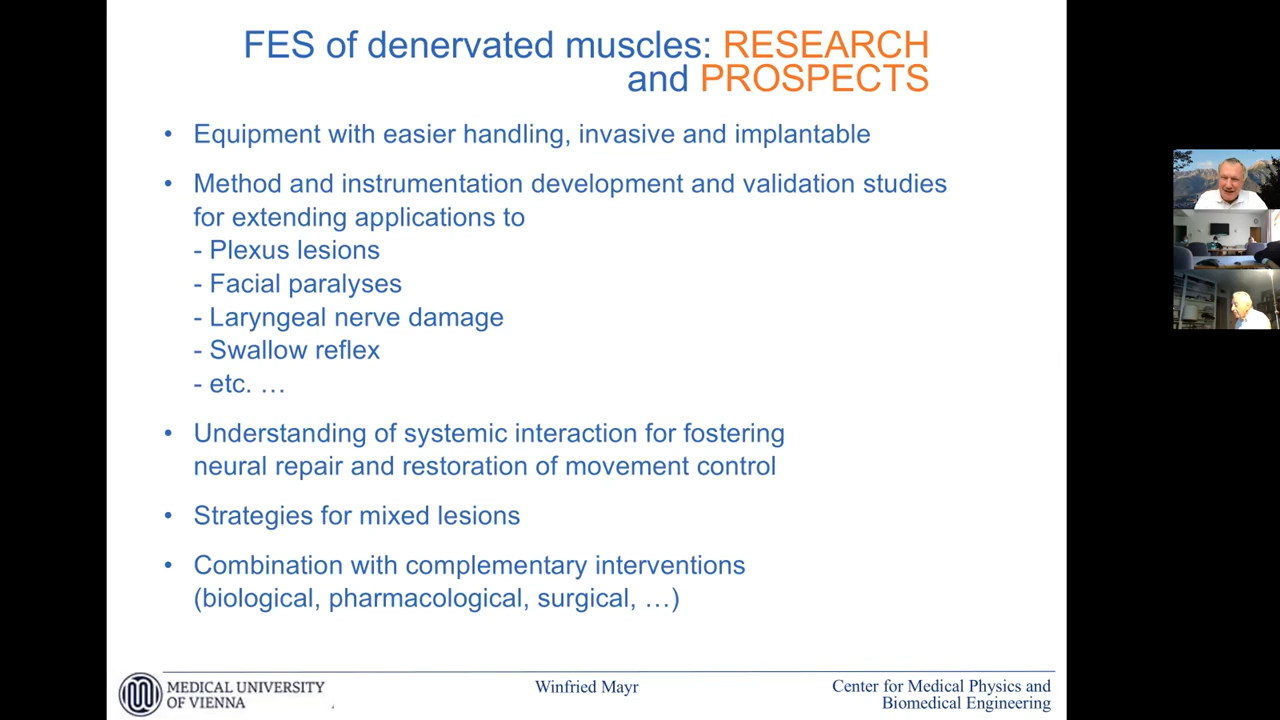 FES of denervated muscles: RESEARCH
and PROSPECTS
• Equipment with easier handling, invasive and implantable
• Method and instrumentation development and validation studies
for extending applications to
- Plexus lesions
- Facial paralyses
- Laryngeal nerve damage
- Swallow reflex
- etc. …
• Understanding of systemic interaction for fostering
neural repair and restoration of movement control
• Strategies for mixed lesions
• Combination with complementary interventions
(biological, pharmacological, surgical, …)
MEDICAL UNIVERSITY
OF VIENNA
Winfried Mayr
Center for Medical Physics and
Biomedical Engineering